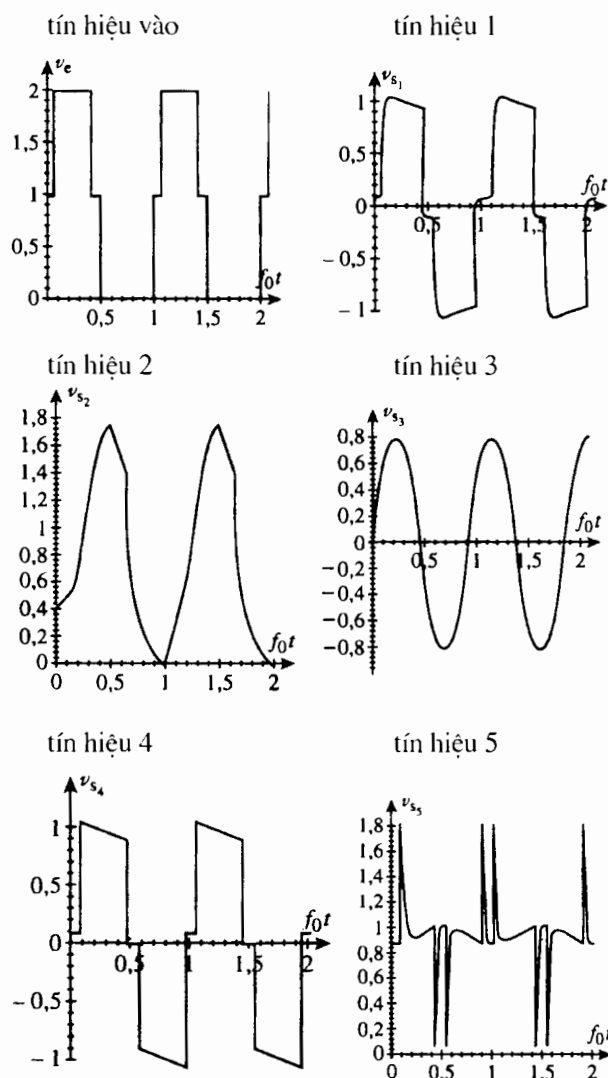 tín hiệu vào
v_e
2
1,5
1
0,5
0
0,5 1 1,5 2
f_0t
tín hiệu 1
v_s1
1
0,5
0
0,5 1 1,5 2
f_0t
– 0,5
– 1
tín hiệu 2
v_s2
1,8
1,6
1,4
1,2
1
0,8
0,6
0,4
0,2
0
0 0,5 1 1,5 2
f_0t
tín hiệu 3
v_s3
0,8
0,6
0,4
0,2
0
0,5 1 1,5 2
f_0t
–0,2
–0,4
–0,6
–0,8
tín hiệu 4
v_s4
1
0,5
0
0,5 1 1,5 2
f_0t
– 0,5
– 1
tín hiệu 5
v_s5
1,8
1,6
1,4
1,2
1
0,8
0,6
0,4
0,2
0
0 0,5 1 1,5 2
f_0t